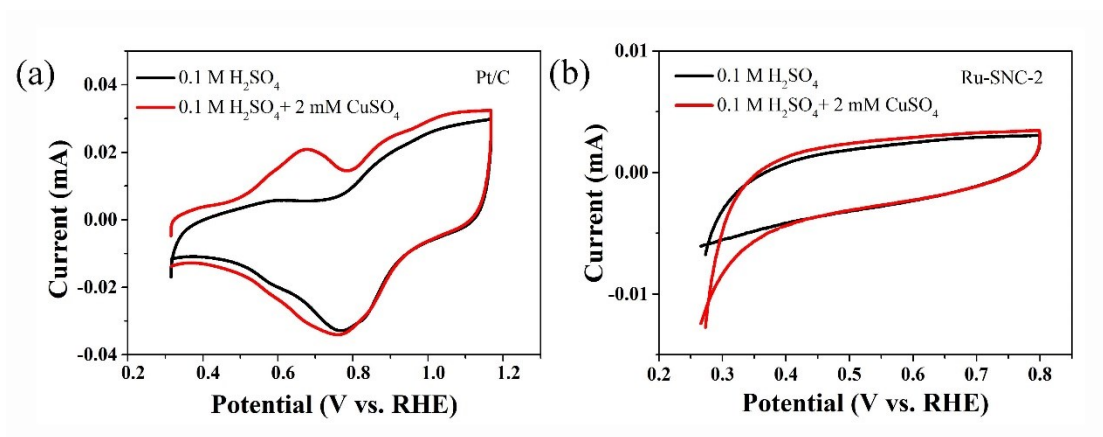 (a)
0.1 M H₂SO₄
0.1 M H₂SO₄+ 2 mM CuSO₄
Pt/C
0.04
0.02
0.00
-0.02
-0.04
Current (mA)
0.2
0.4
0.6
0.8
1.0
1.2
Potential (V vs. RHE)
(b)
0.1 M H₂SO₄
0.1 M H₂SO₄+ 2 mM CuSO₄
Ru-SNC-2
0.01
0.00
-0.01
Current (mA)
0.2
0.3
0.4
0.5
0.6
0.7
0.8
Potential (V vs. RHE)